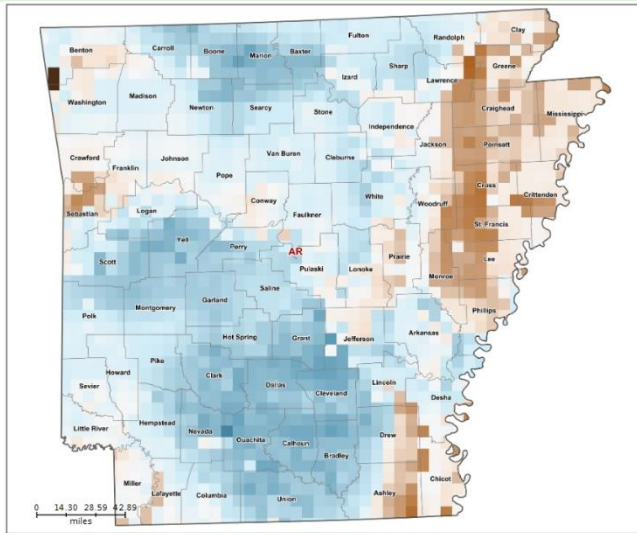 Clay
Fulton
Randolph
Benton
Carroll
Boone
Marion
Baxter
Sharp
Greene
Izard
Lawrence
Washington
Madison
Newton
Searcy
Stone
Craighead
Mississippi
Independence
Jackson
Poinsett
Crawford
Franklin
Johnson
Van Buren
Cleburne
Pope
Cross
White
Crittenden
Woodruff
Conway
Sebastian
Logan
Faulkner
St. Francis
Yell
Perry
AR
Scott
Prairie
Lee
Pulaski
Lonoke
Monroe
Saline
Garland
Montgomery
Polk
Phillips
Hot Spring
Grant
Jefferson
Arkansas
Pike
Howard
Clark
Dallas
Cleveland
Lincoln
Sevier
Desha
Hempstead
Little River
Nevada
Ouachita
Calhoun
Drew
Bradley
Miller
Lafayette
Columbia
Union
Ashley
Chicot
0 14.30 28.59 42.89
miles